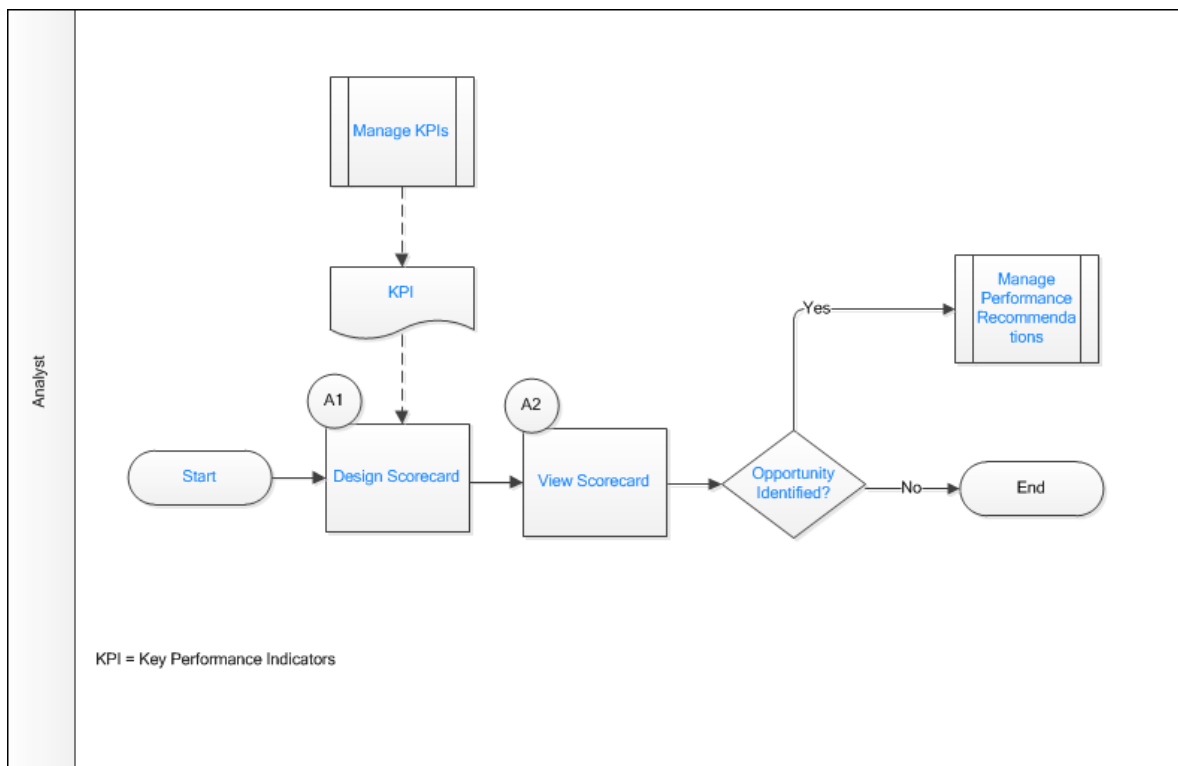 Analyst
Manage KPIs
KPI
A1
A2
Start
Design Scorecard
View Scorecard
Opportunity
Identified?
Yes
Manage
Performance
Recommenda
tions
No
End
KPI = Key Performance Indicators